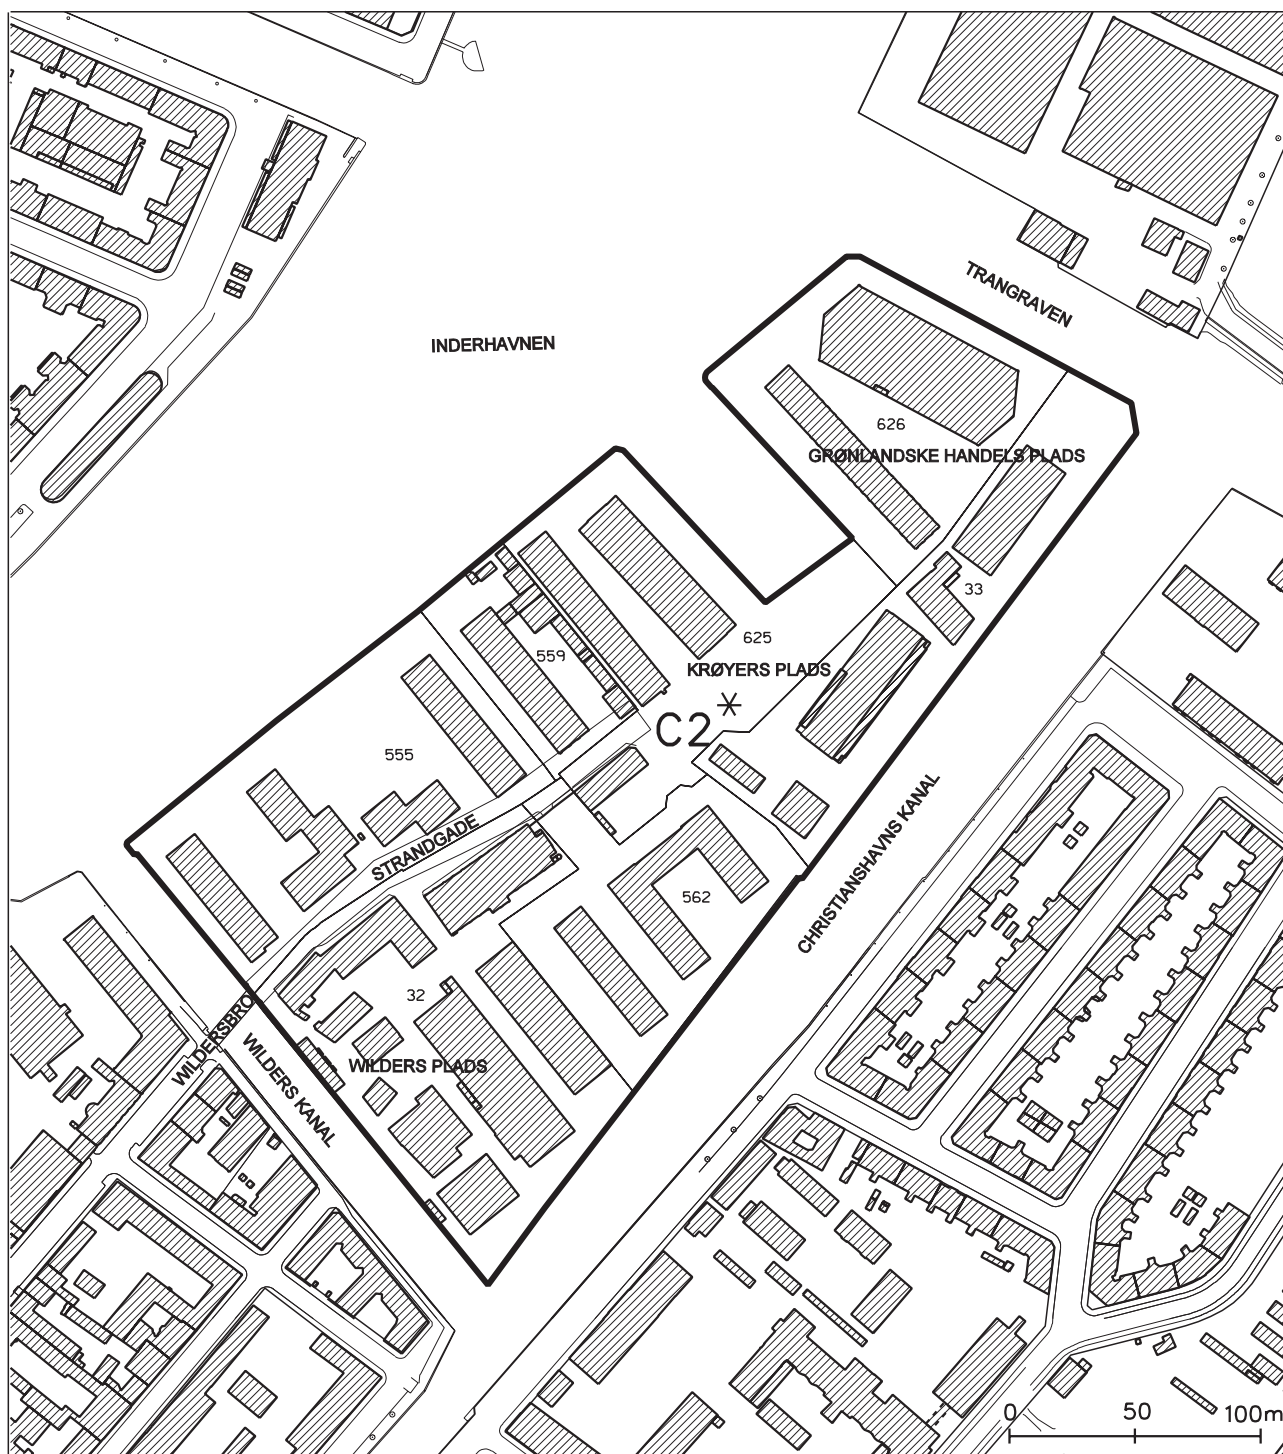 TRANGRAVEN
INDERHAVNEN
626
GRØNLANDSKE HANDELS PLADS
33
625
559
KRØYERS PLADS
C2 *
555
STRANDGADE
CHRISTIANSHAVNS KANAL
562
32
WILDERSBRO
WILDERS KANAL
WILDERS PLADS
0 50 100m